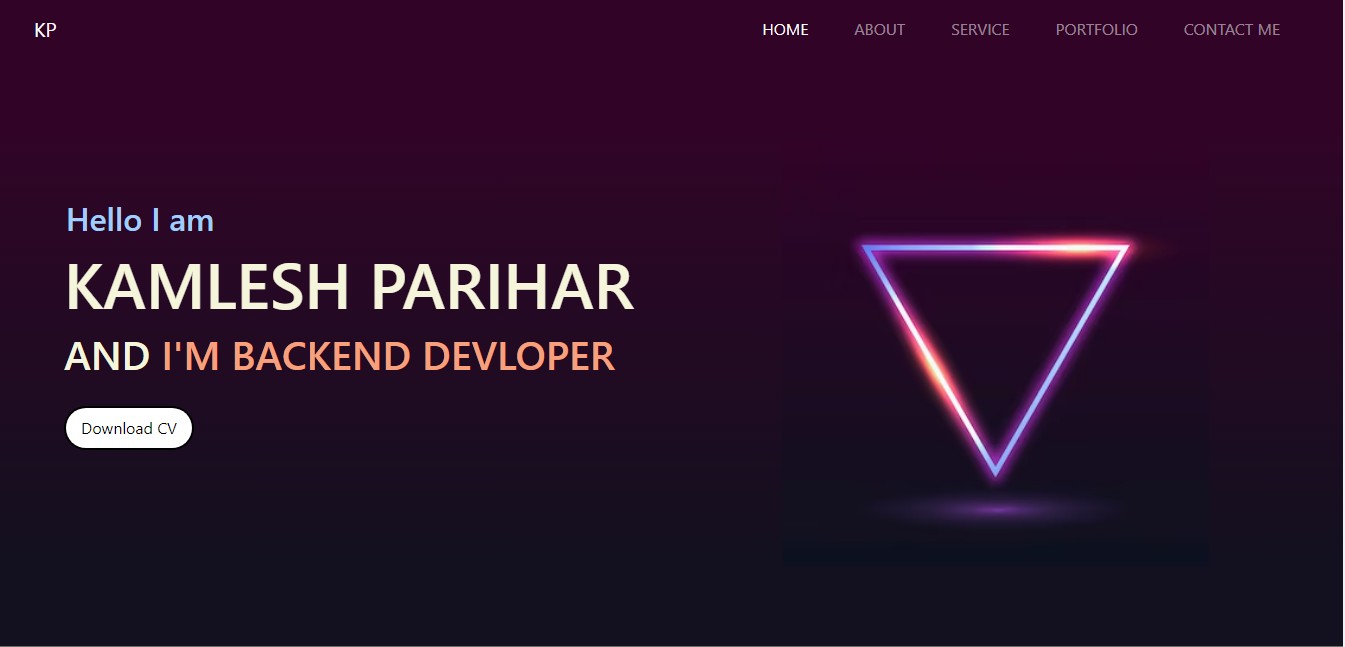 KP
HOME ABOUT SERVICE PORTFOLIO CONTACT ME
Hello I am
KAMLESH PARIHAR
AND I'M BACKEND DEVLOPER
Download CV